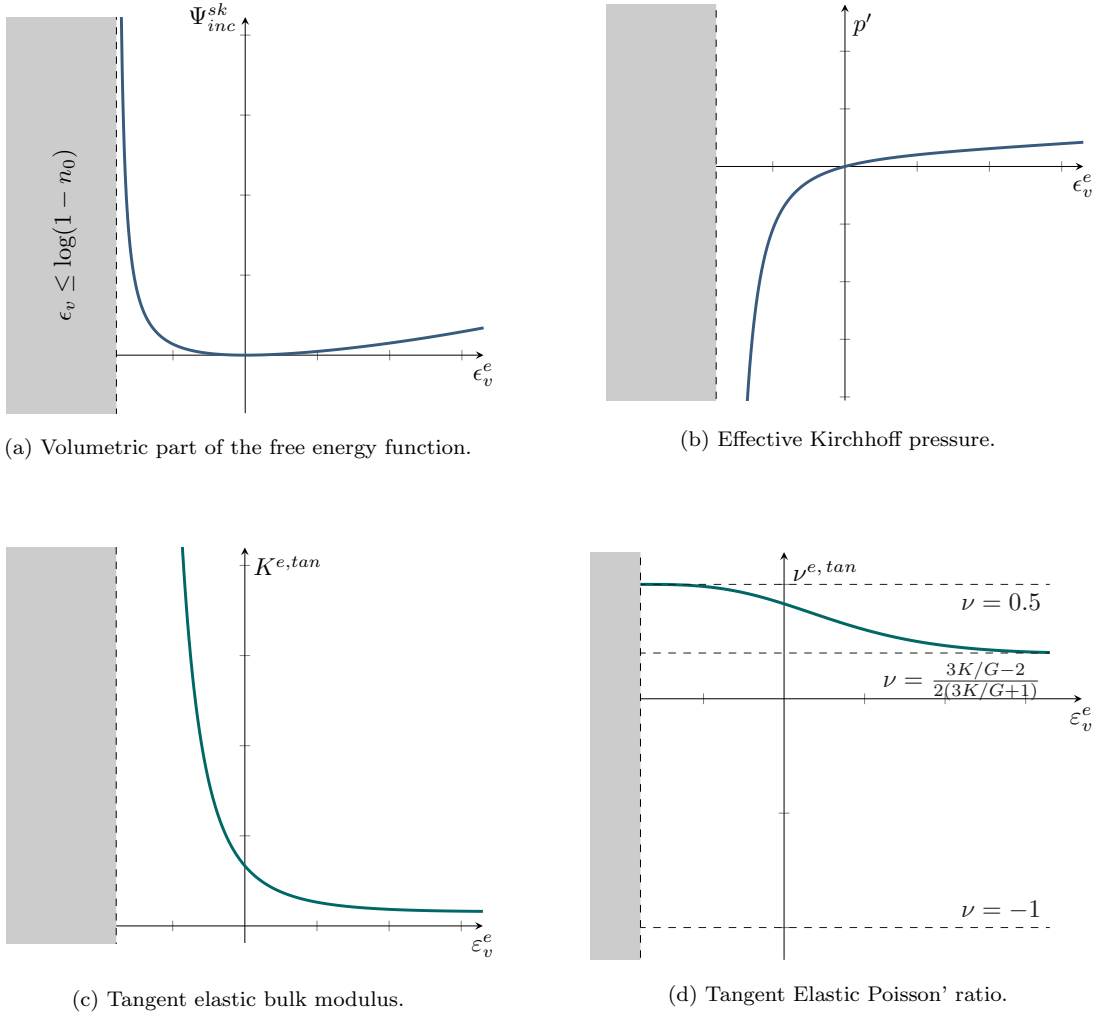 Ψ^{sk}_{inc}
ϵ_v ≤ log(1 − n_0)
ϵ^e_v
(a) Volumetric part of the free energy function.
p′
ϵ^e_v
(b) Effective Kirchhoff pressure.
K^{e,tan}
ε^e_v
(c) Tangent elastic bulk modulus.
ν^{e, tan}
ν = 0.5
ν = \frac{3K/G−2}{2(3K/G+1)}
ε^e_v
ν = −1
(d) Tangent Elastic Poisson' ratio.